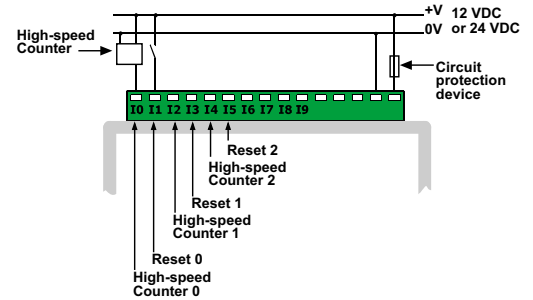 +V 12 VDC
0V or 24 VDC
High-speed
Counter
Circuit
protection
device
I0 I1 I2 I3 I4 I5 I6 I7 I8 I9
Reset 2
High-speed
Counter 2
Reset 1
High-speed
Counter 1
Reset 0
High-speed
Counter 0